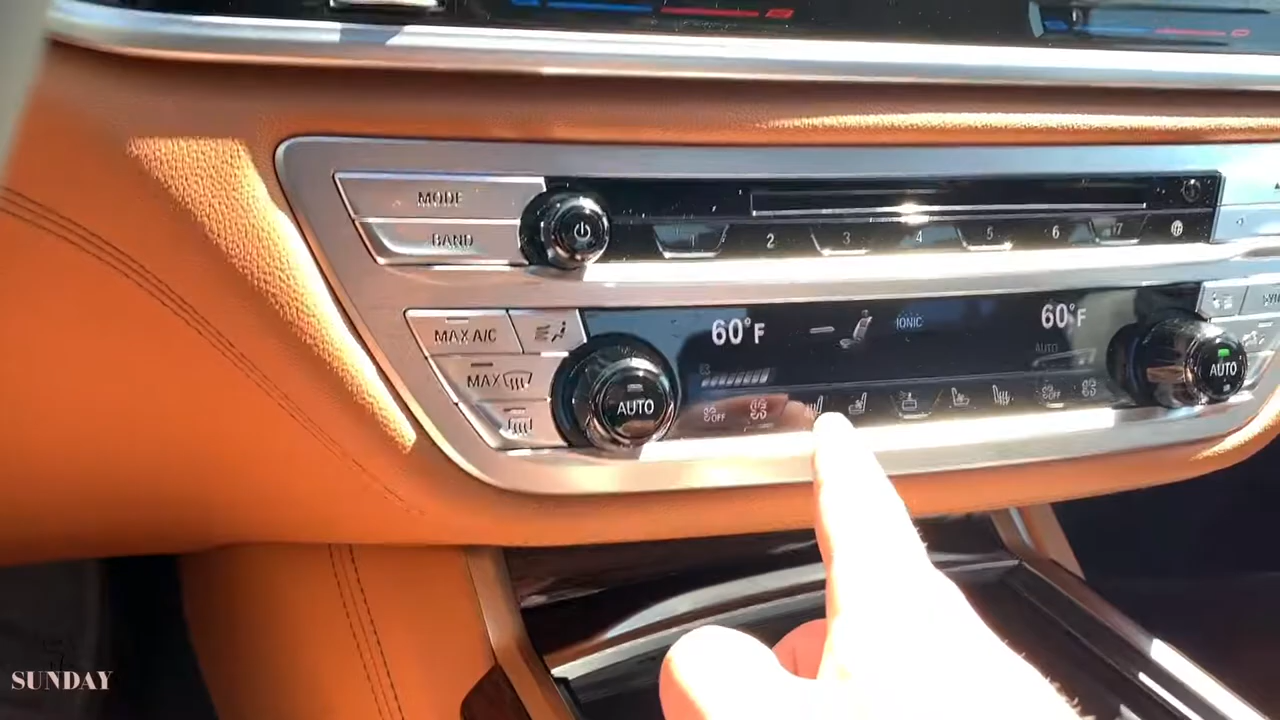 MODE
BAND
1 2 3 4 5 6 7
60°F IONIC 60°F
AUTO
MAX A/C
MAX
AUTO
AUTO
OFF
OFF
SUNDAY